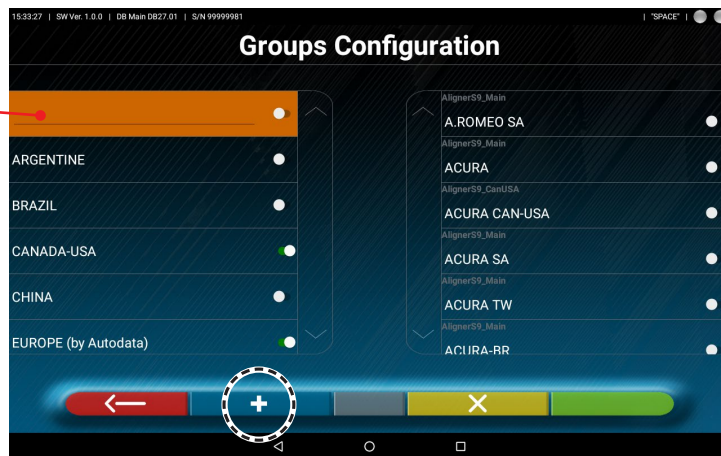 15:33:27 | SW Ver. 1.0.0 | DB Main DB27.01 | S/N 99999981
| "SPACE" |
Groups Configuration
ARGENTINE
BRAZIL
CANADA-USA
CHINA
EUROPE (by Autodata)
AlignerS9_Main
A.ROMEO SA
AlignerS9_Main
ACURA
AlignerS9_CanUSA
ACURA CAN-USA
AlignerS9_Main
ACURA SA
AlignerS9_Main
ACURA TW
AlignerS9_Main
ACURA-BR